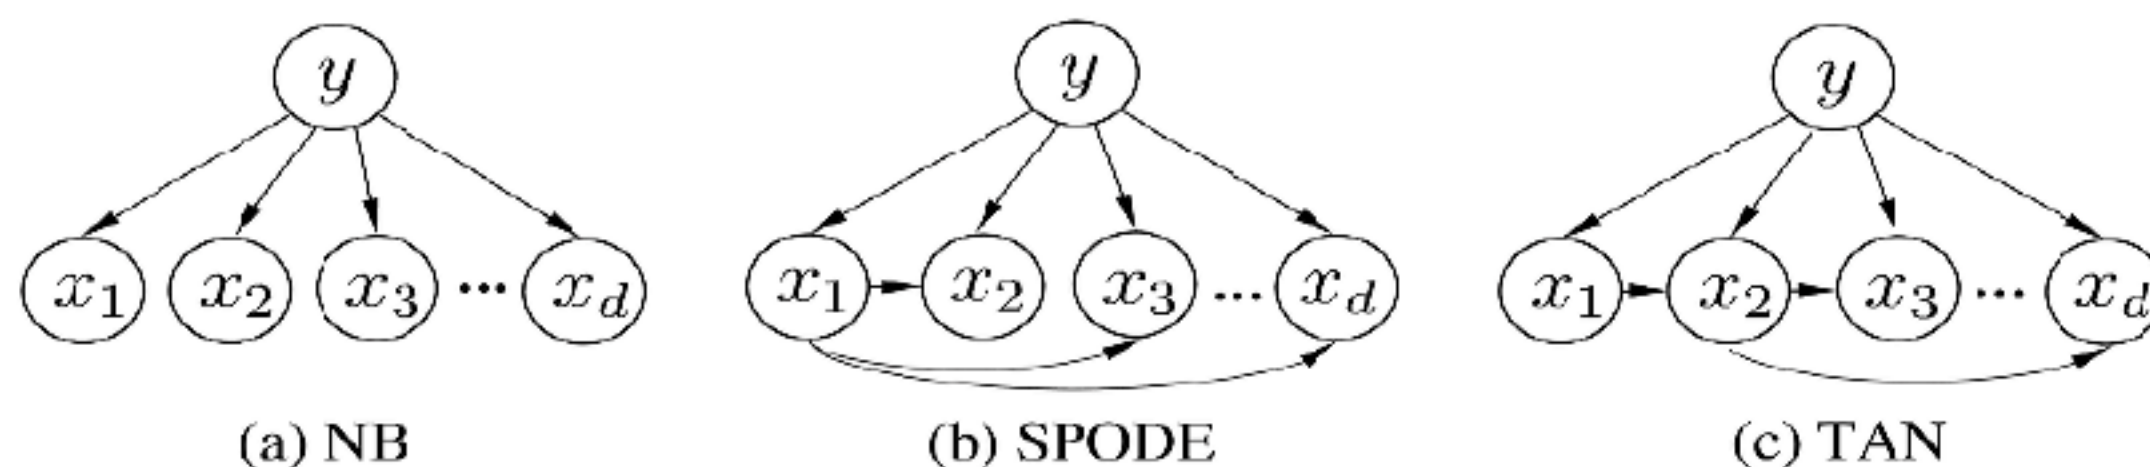 y y y
x1 x2 x3 ... xd x1 x2 x3 ... xd x1 x2 x3 ... xd
(a) NB (b) SPODE (c) TAN